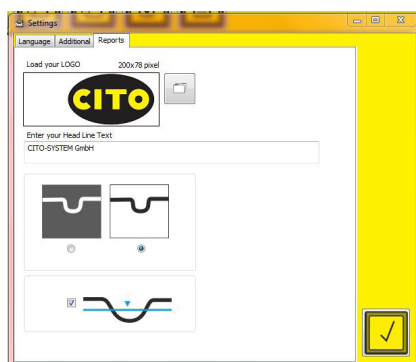 Settings
Language Additional Reports
Load your LOGO 200x78 pixel
CITO
Enter your Head Line Text
CITO-SYSTEM GmbH